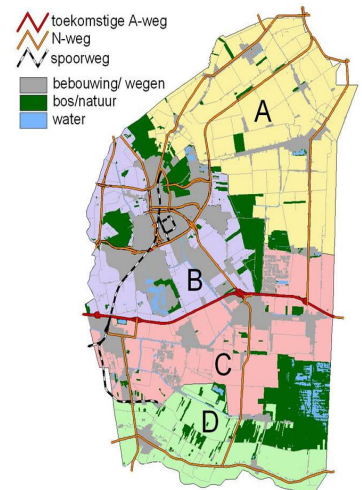 toekomstige A-weg
N-weg
spoorweg
bebouwing/ wegen
bos/natuur
water
A
B
C
D